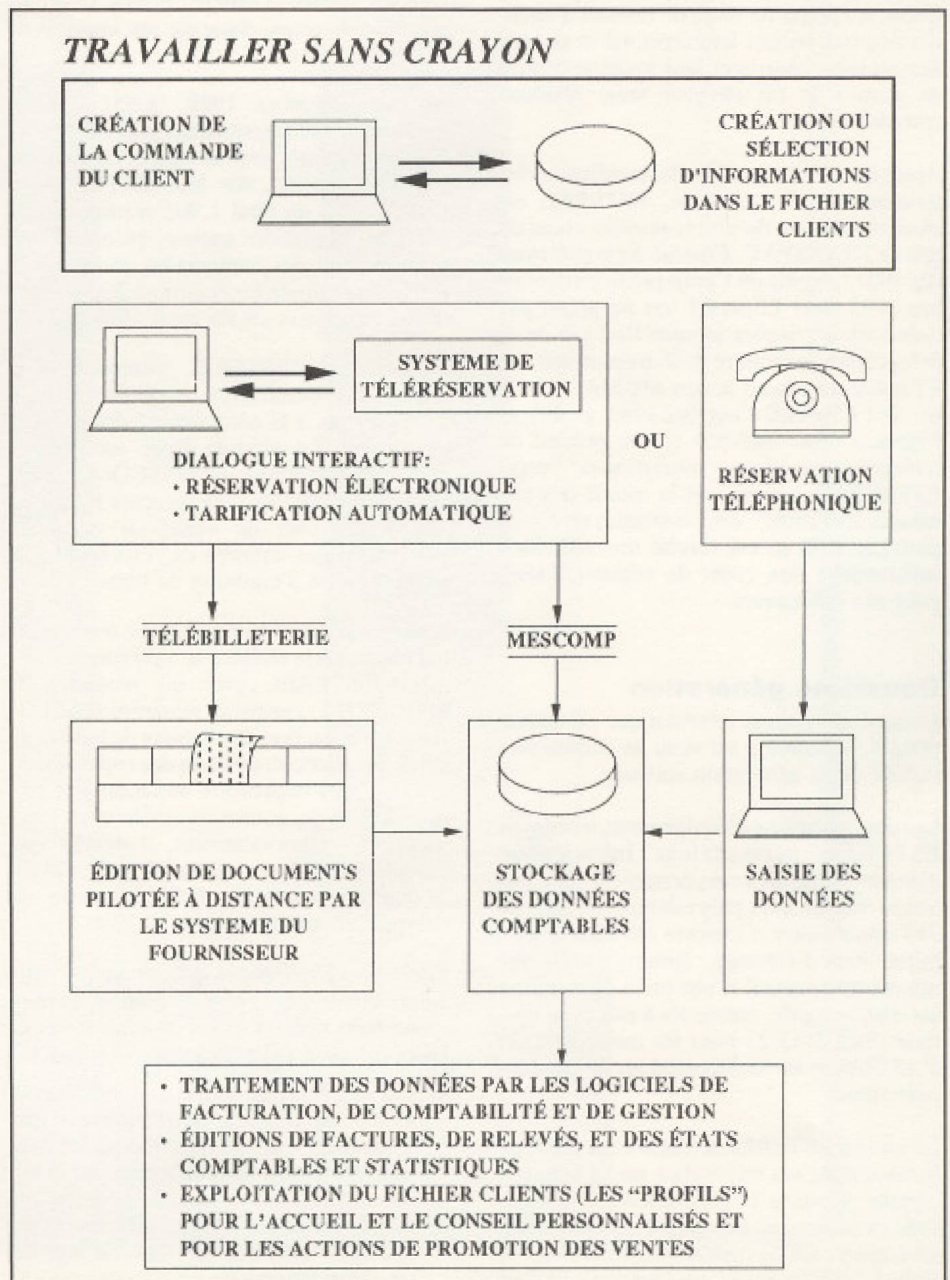 TRAVAILLER SANS CRAYON
CRÉATION DE
LA COMMANDE
DU CLIENT
CRÉATION OU
SÉLECTION
D'INFORMATIONS
DANS LE FICHIER
CLIENTS
SYSTEME DE
TÉLÉRÉSERVATION
DIALOGUE INTERACTIF:
· RÉSERVATION ÉLECTRONIQUE
· TARIFICATION AUTOMATIQUE
OU
RÉSERVATION
TÉLÉPHONIQUE
TÉLÉBILLETERIE
MESCOMP
ÉDITION DE DOCUMENTS
PILOTÉE À DISTANCE PAR
LE SYSTEME DU
FOURNISSEUR
STOCKAGE
DES DONNÉES
COMPTABLES
SAISIE DES
DONNÉES
• TRAITEMENT DES DONNÉES PAR LES LOGICIELS DE
FACTURATION, DE COMPTABILITÉ ET DE GESTION
• ÉDITIONS DE FACTURES, DE RELEVÉS, ET DES ÉTATS
COMPTABLES ET STATISTIQUES
• EXPLOITATION DU FICHIER CLIENTS (LES “PROFILS”)
POUR L'ACCUEIL ET LE CONSEIL PERSONNALISÉS ET
POUR LES ACTIONS DE PROMOTION DES VENTES